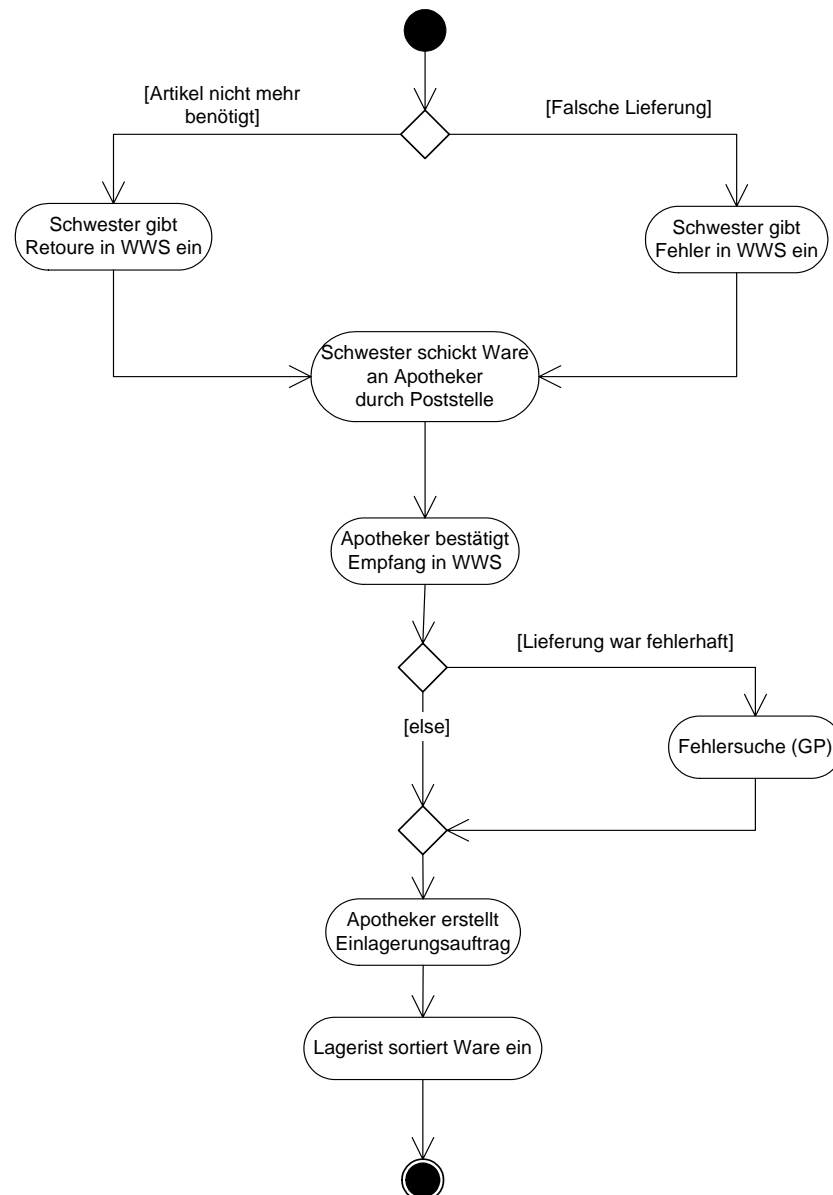 [Artikel nicht mehr
benötigt]
[Falsche Lieferung]
Schwester gibt
Retoure in WWS ein
Schwester gibt
Fehler in WWS ein
Schwester schickt Ware
an Apotheker
durch Poststelle
Apotheker bestätigt
Empfang in WWS
[Lieferung war fehlerhaft]
[else]
Fehlersuche (GP)
Apotheker erstellt
Einlagerungsauftrag
Lagerist sortiert Ware ein